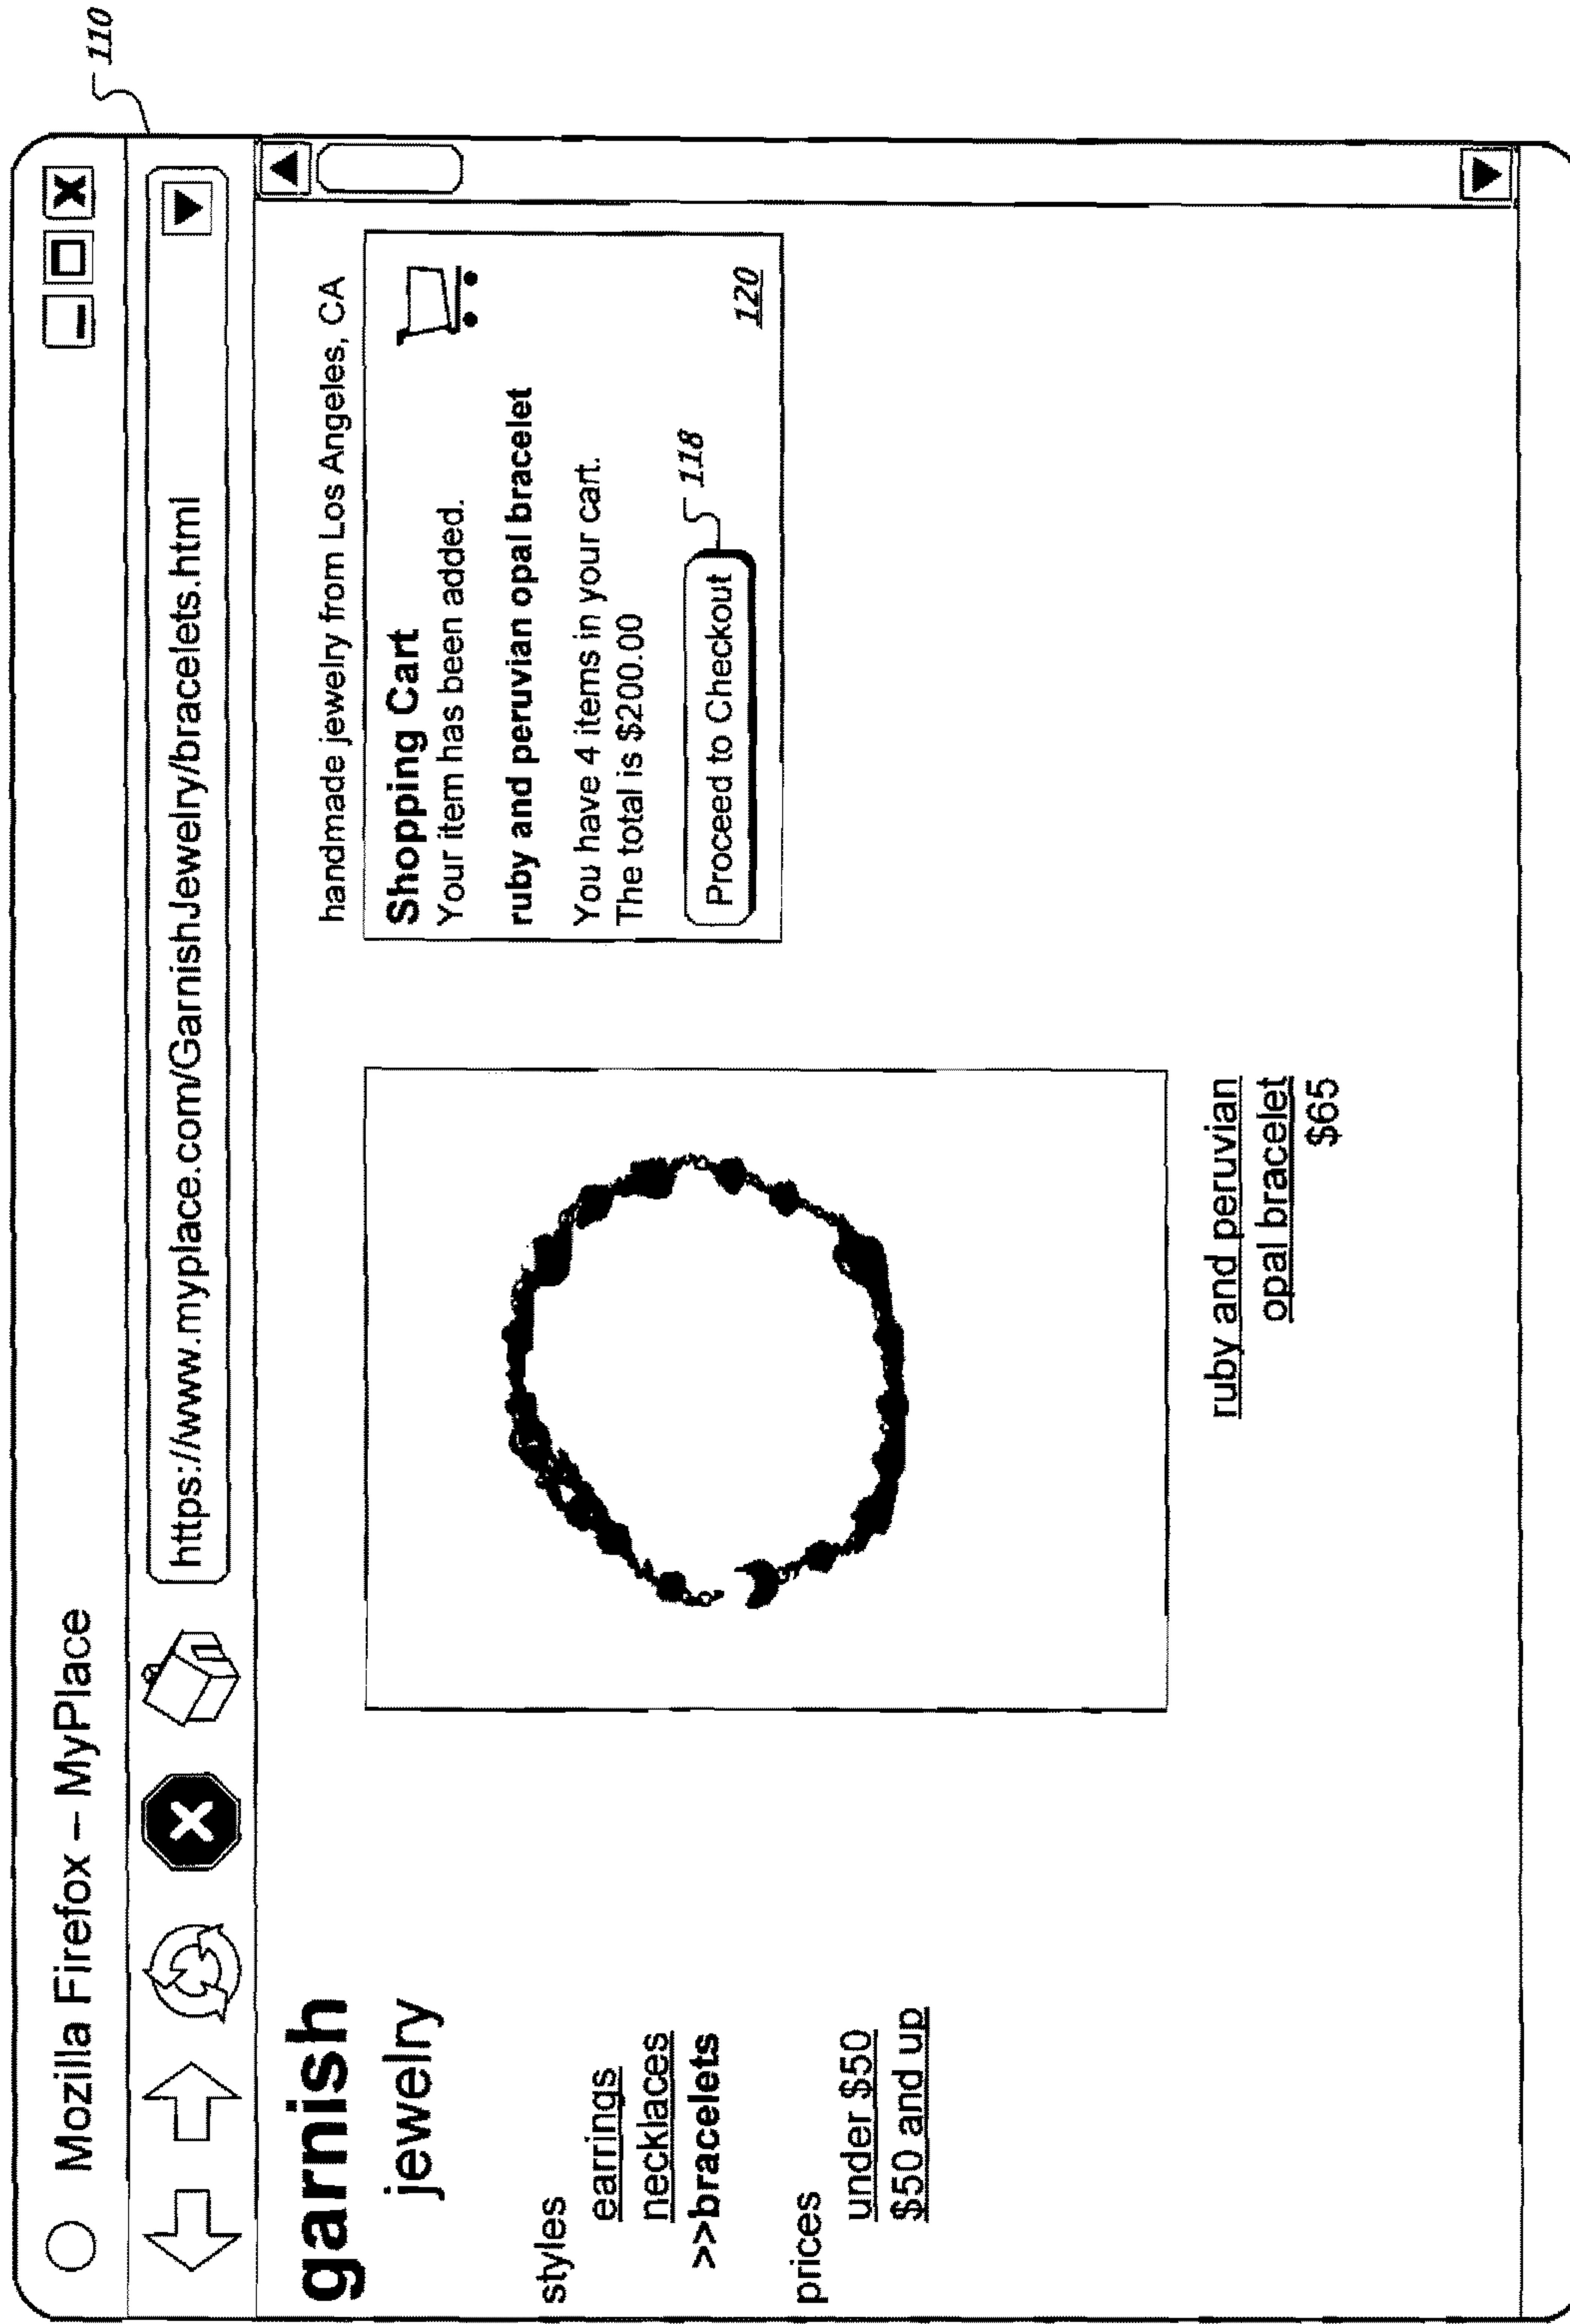 110
Mozilla Firefox – MyPlace
https://www.myplace.com/GarnishJewelry/bracelets.html
garnish
jewelry
styles
earrings
necklaces
>>bracelets
prices
under $50
$50 and up
ruby and peruvian
opal bracelet
$65
handmade jewelry from Los Angeles, CA
Shopping Cart
Your item has been added.
ruby and peruvian opal bracelet
You have 4 items in your cart.
The total is $200.00
118
Proceed to Checkout
120